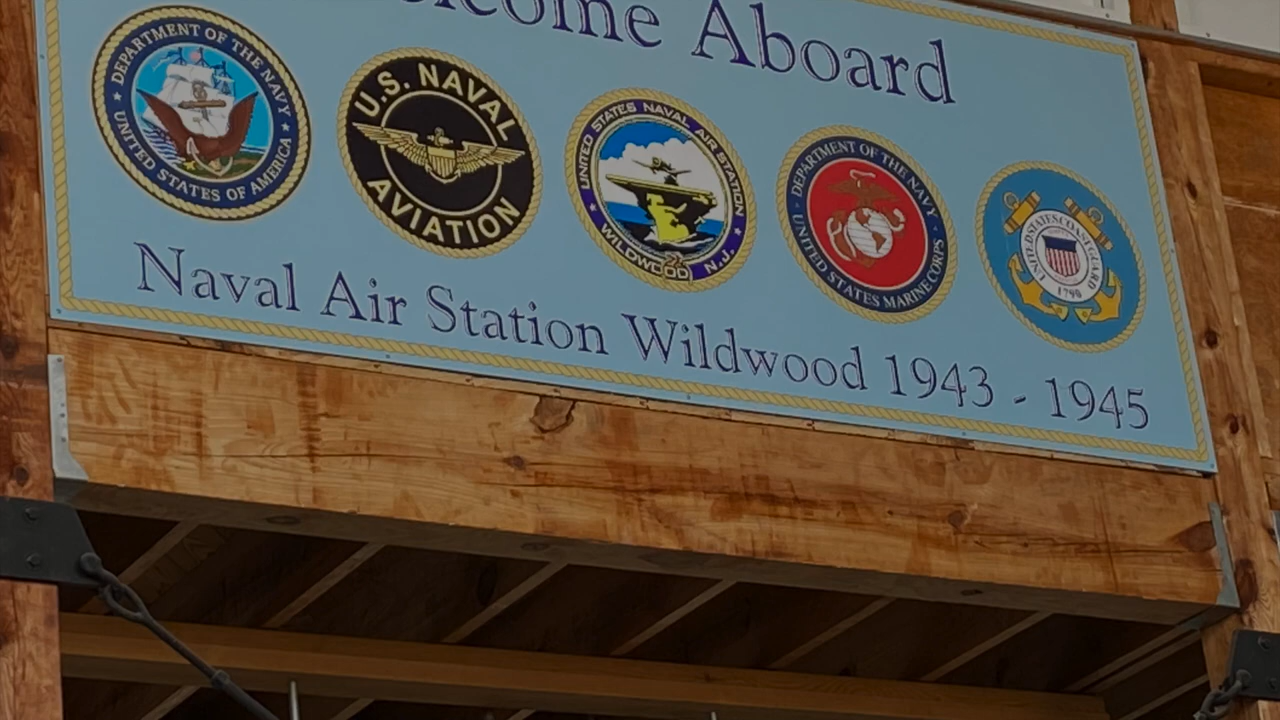 elcome Aboard
DEPARTMENT OF THE NAVY
UNITED STATES OF AMERICA
U.S. NAVAL
AVIATION
UNITED STATES NAVAL AIR STATION
WILDWOOD N.J.
DEPARTMENT OF THE NAVY
UNITED STATES MARINE CORPS
UNITED STATES COAST GUARD
1790
Naval Air Station Wildwood 1943 - 1945